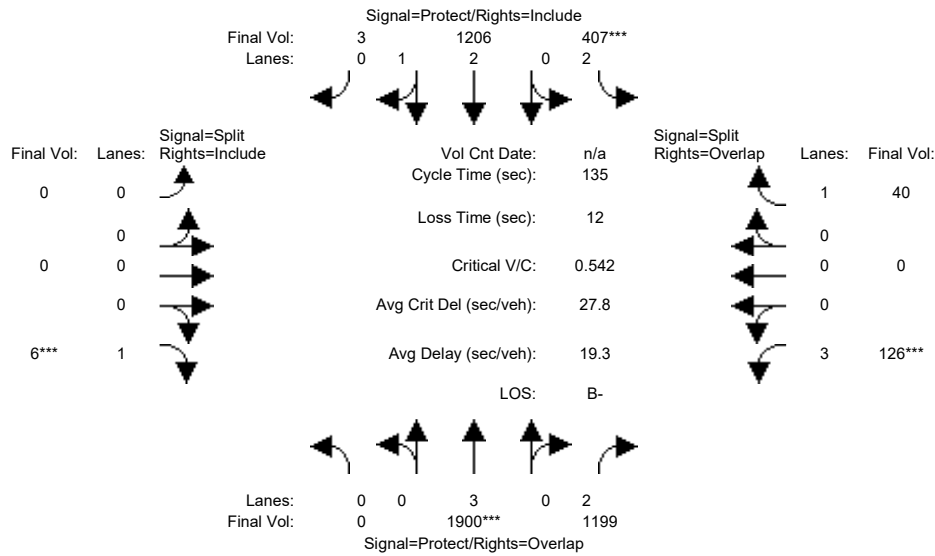 Signal=Protect/Rights=Include
Final Vol: 3 1206 407***
Lanes: 0 1 2 0 2
Signal=Split
Final Vol: Lanes: Rights=Include
Vol Cnt Date: n/a
Signal=Split
Rights=Overlap Lanes: Final Vol:
Cycle Time (sec): 135
0 0 1 40
Loss Time (sec): 12
0 0
0 0 Critical V/C: 0.542 0 0
0 Avg Crit Del (sec/veh): 27.8 0
6*** 1 Avg Delay (sec/veh): 19.3 3 126***
LOS: B-
Lanes: 0 0 3 0 2
Final Vol: 0 1900*** 1199
Signal=Protect/Rights=Overlap